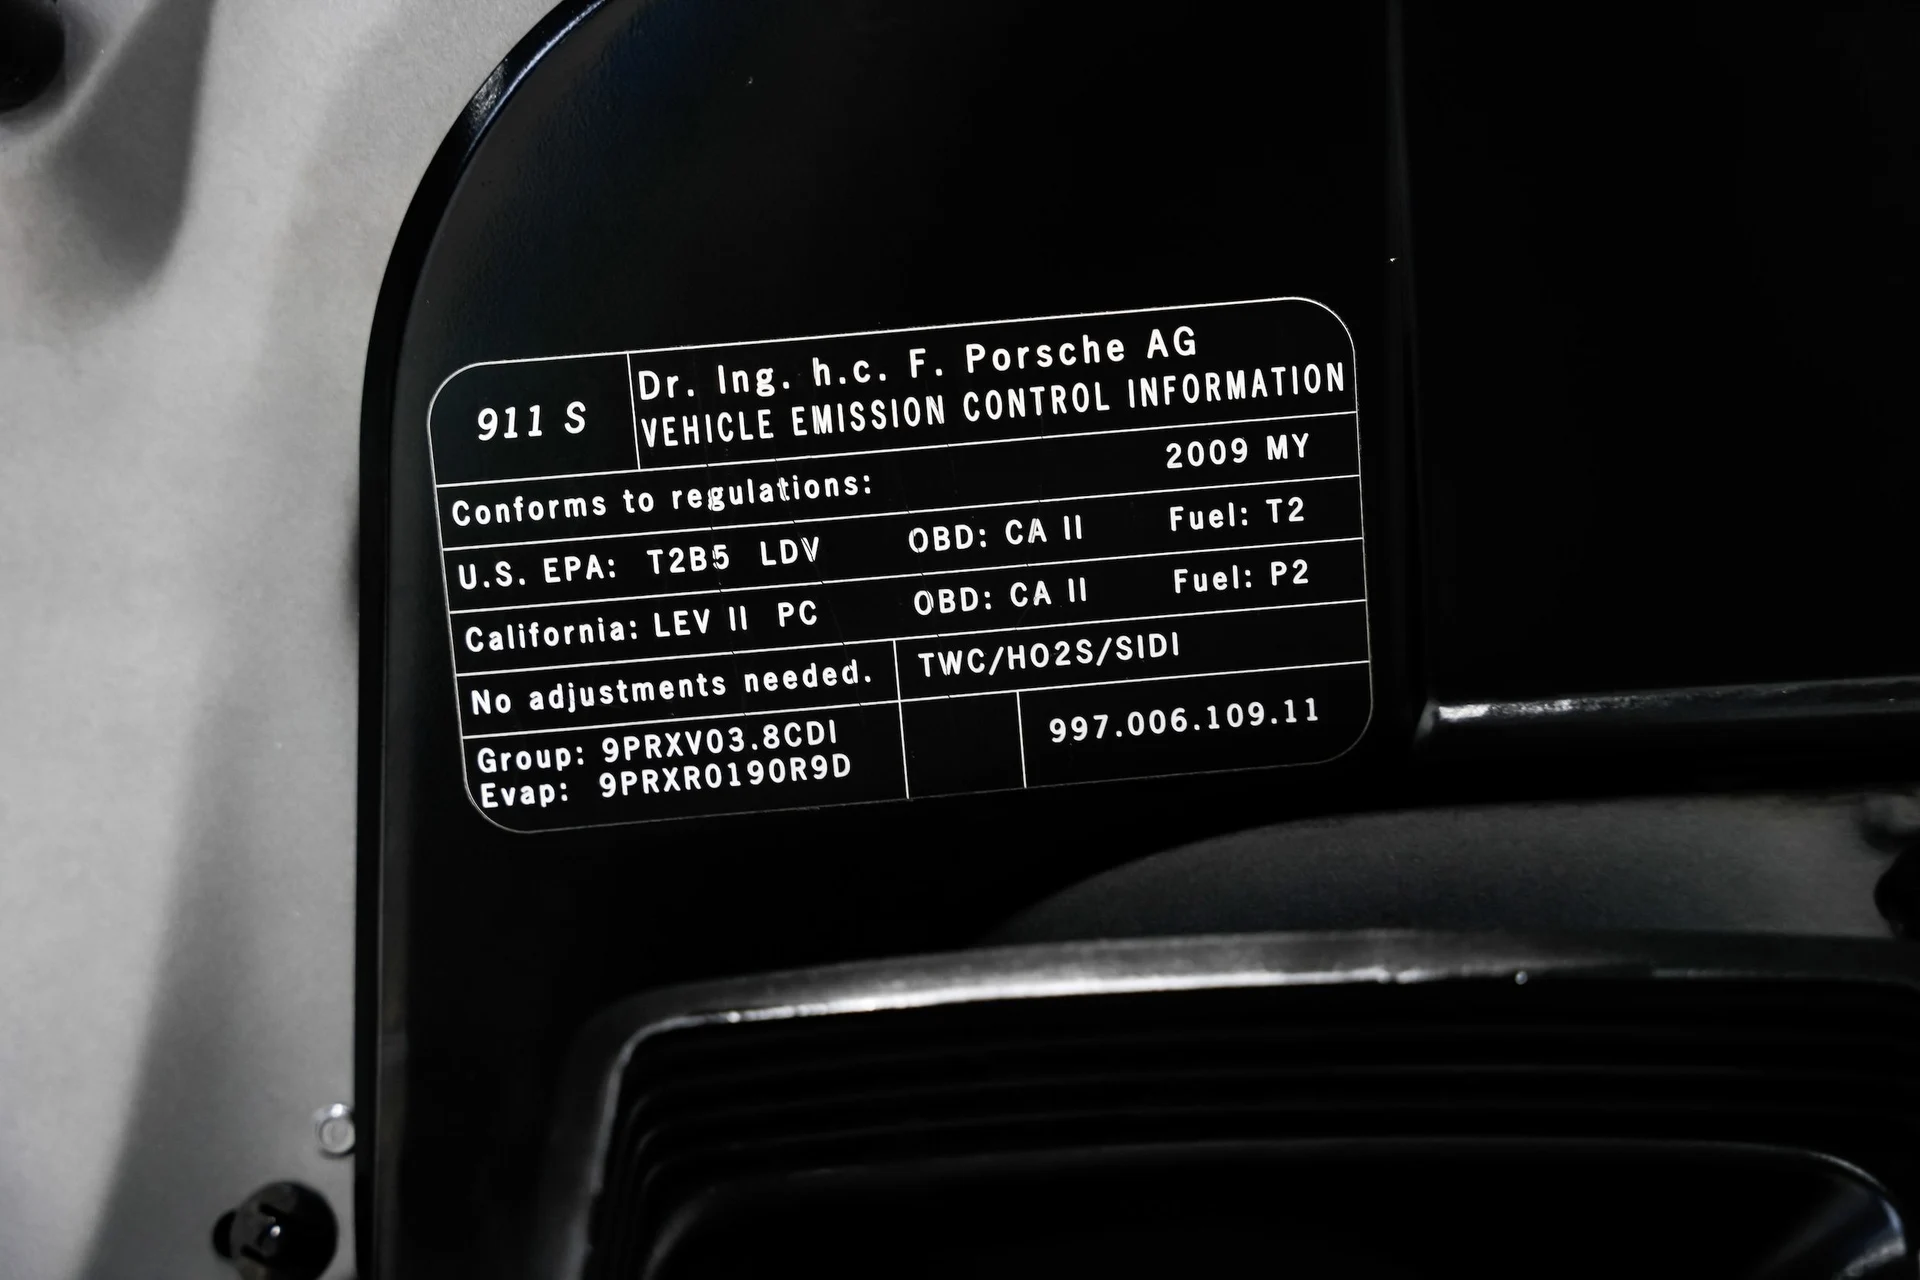 911 S
Dr. Ing. h.c. F. Porsche AG
VEHICLE EMISSION CONTROL INFORMATION
Conforms to regulations: 2009 MY
U.S. EPA: T2B5 LDV OBD: CA II Fuel: T2
California: LEV II PC OBD: CA II Fuel: P2
No adjustments needed. TWC/HO2S/SIDI
Group: 9PRXV03.8CDI
Evap: 9PRXR0190R9D
997.006.109.11